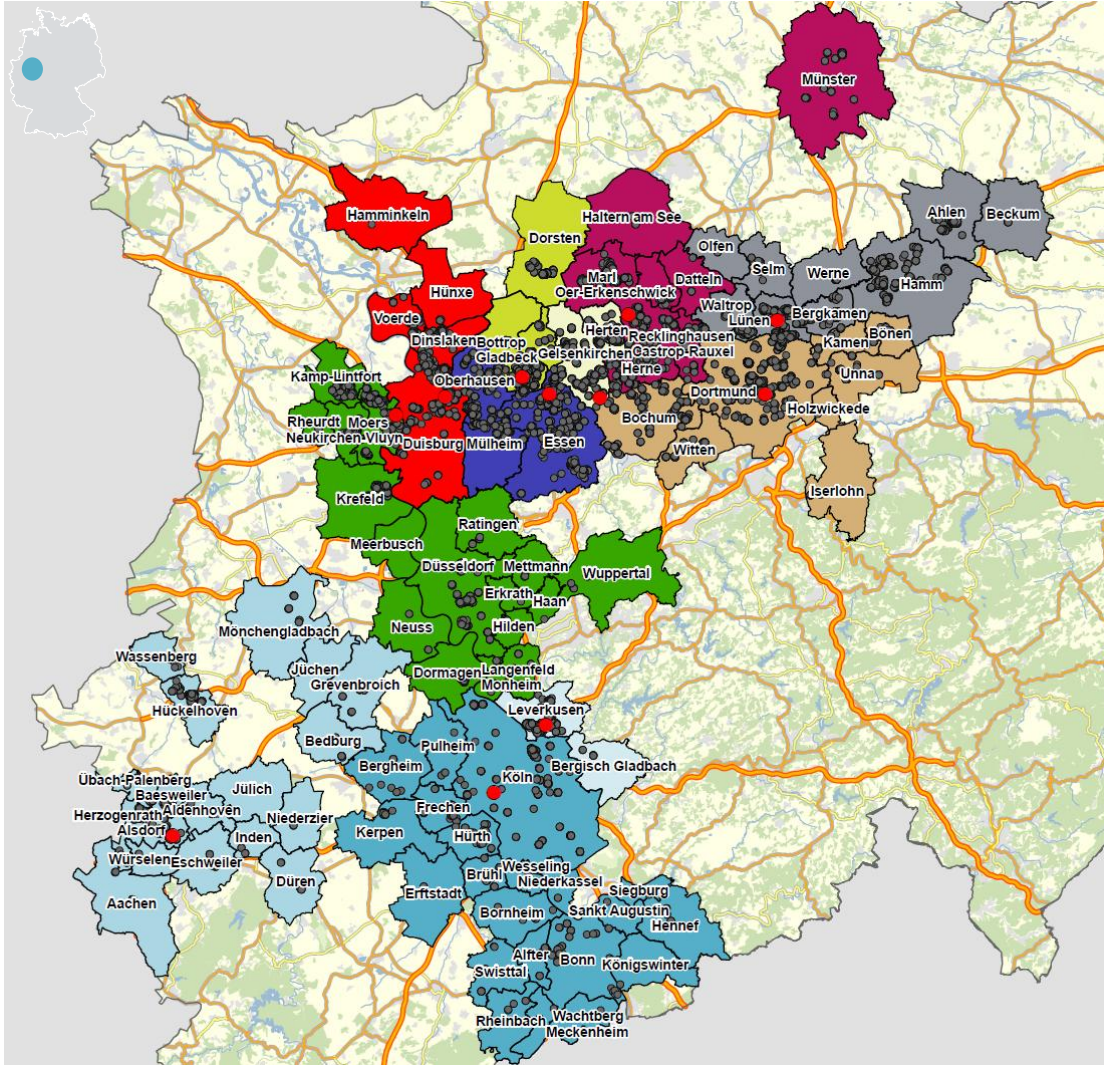 Münster
Hamminkeln
Haltern am See
Ahlen
Beckum
Dorsten
Olfen
Selm
Werne
Hamm
Marl
Datteln
Oer-Erkenschwick
Hünxe
Voerde
Waltrop
Lünen
Bergkamen
Herten
Recklinghausen
Bönen
Kamen
Dinslaken
Bottrop
Gladbeck
Gelsenkirchen
Castrop-Rauxel
Herne
Unna
Kamp-Lintfort
Oberhausen
Dortmund
Holzwickede
Rheurdt
Moers
Neukirchen-Vluyn
Duisburg
Mülheim
Essen
Bochum
Witten
Krefeld
Iserlohn
Ratingen
Meerbusch
Düsseldorf
Mettmann
Wuppertal
Erkrath
Haan
Neuss
Hilden
Mönchengladbach
Wassenberg
Jüchen
Grevenbroich
Dormagen
Langenfeld
Monheim
Hückelhoven
Leverkusen
Bedburg
Pulheim
Bergheim
Bergisch Gladbach
Köln
Übach-Palenberg
Baesweiler
Jülich
Herzogenrath
Aldenhoven
Niederzier
Frechen
Alsdorf
Inden
Kerpen
Hürth
Würselen
Eschweiler
Düren
Aachen
Erftstadt
Brühl
Wesseling
Niederkassel
Siegburg
Bornheim
Sankt Augustin
Hennef
Alfter
Bonn
Swisttal
Königswinter
Rheinbach
Wachtberg
Meckenheim